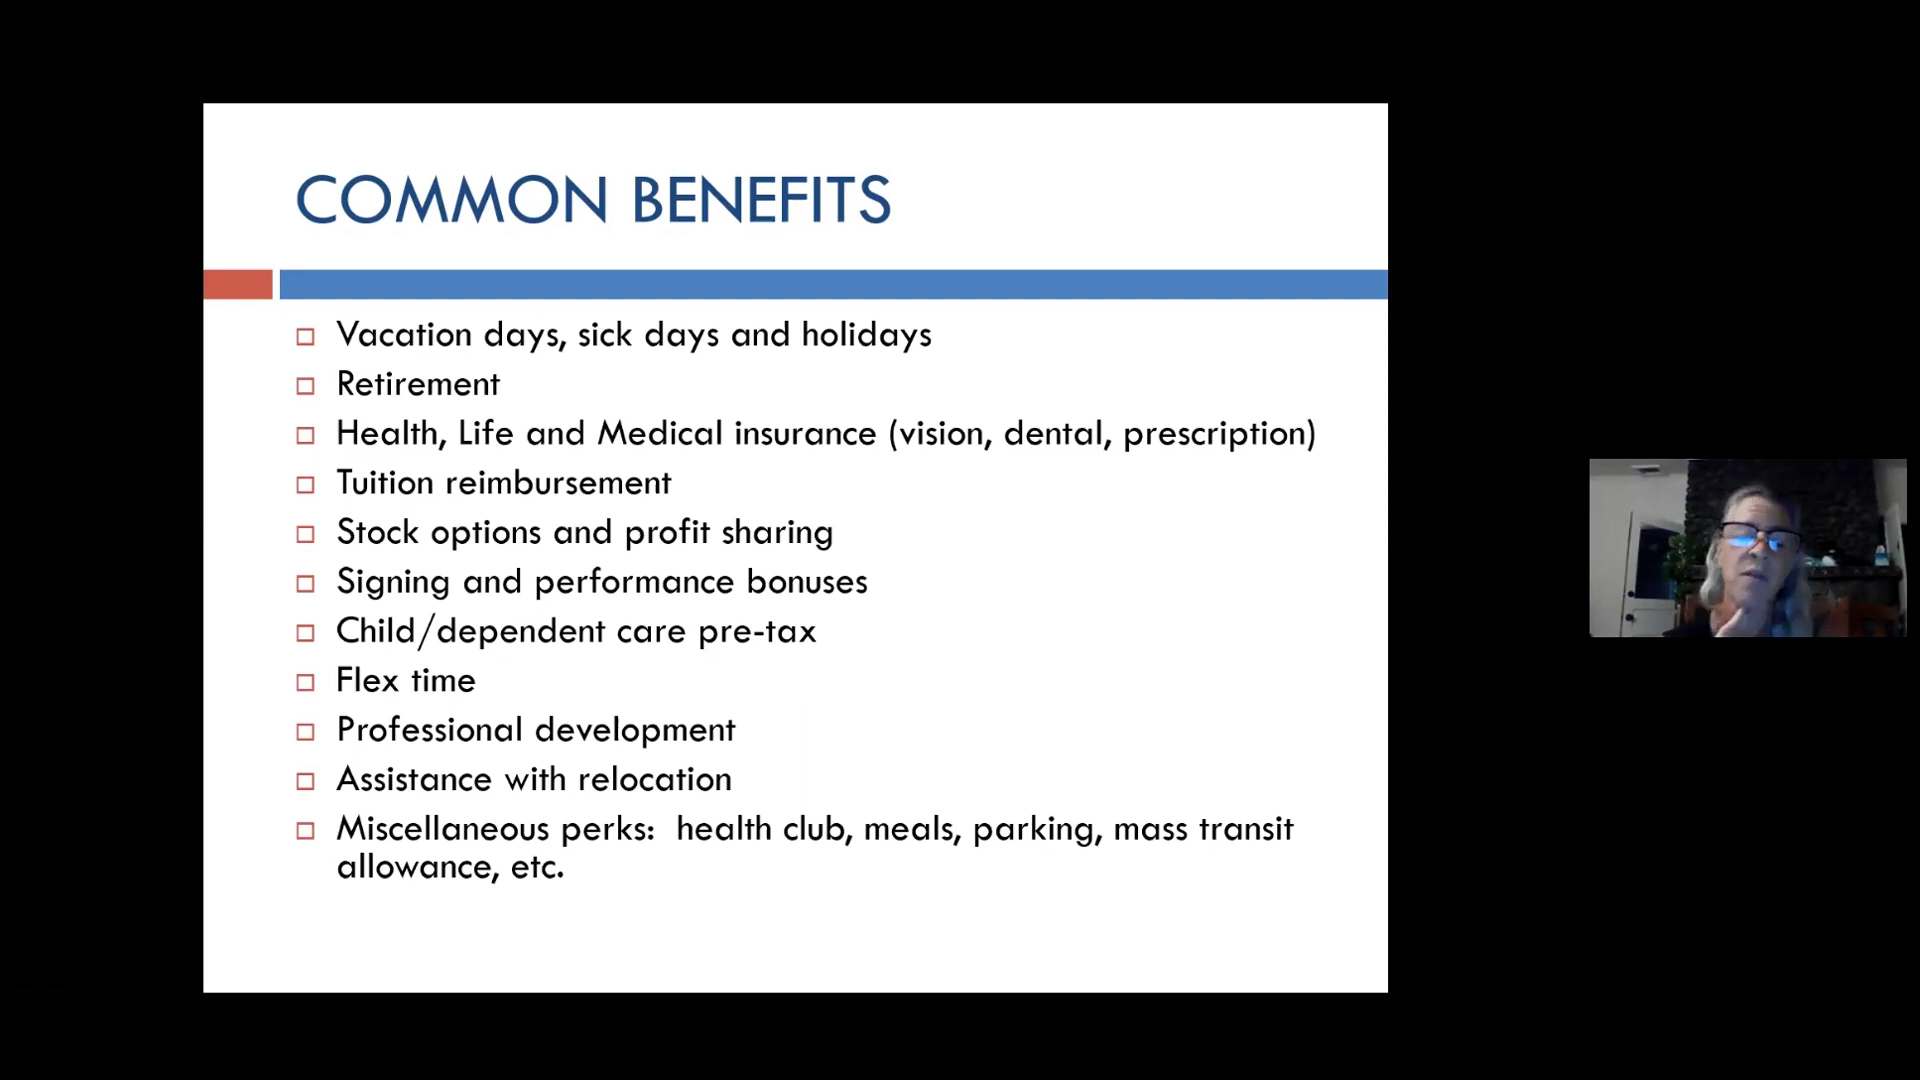 COMMON BENEFITS
Vacation days, sick days and holidays
Retirement
Health, Life and Medical insurance (vision, dental, prescription)
Tuition reimbursement
Stock options and profit sharing
Signing and performance bonuses
Child/dependent care pre-tax
Flex time
Professional development
Assistance with relocation
Miscellaneous perks:  health club, meals, parking, mass transit
allowance, etc.